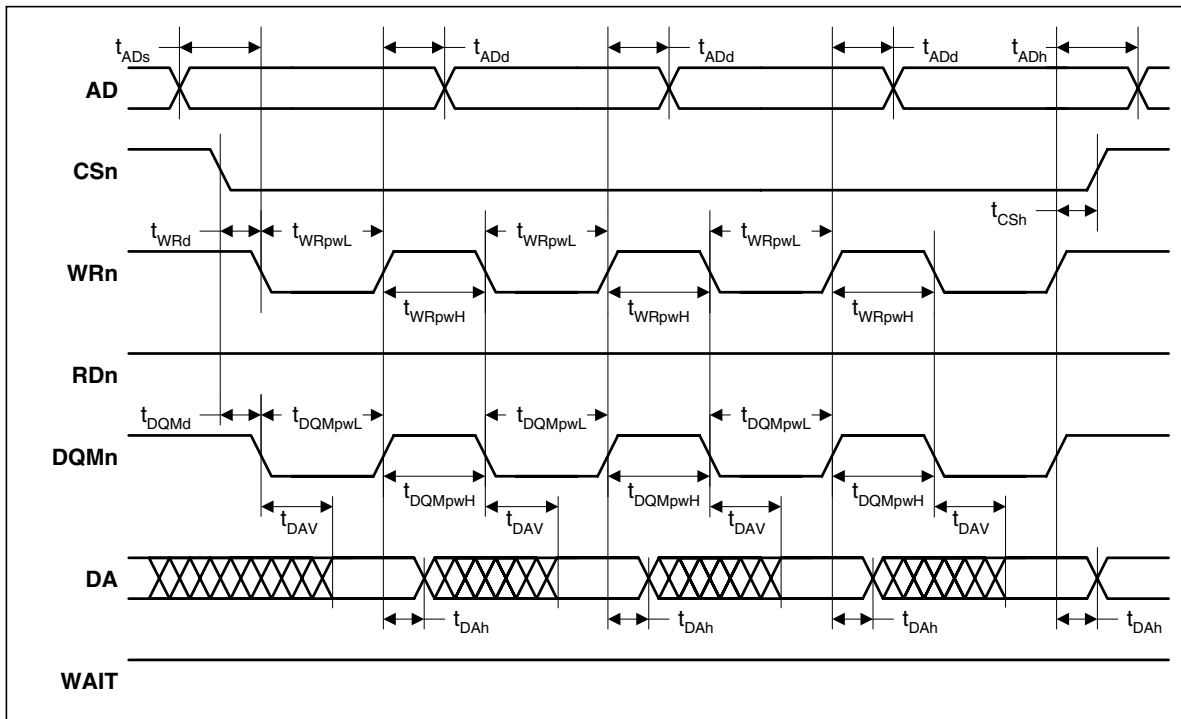 tADs tADd tADd tADd tADh
AD
CSn
tCSh
tWRd tWRpwL tWRpwL tWRpwL
WRn
tWRpwH tWRpwH tWRpwH
RDn
tDQMd tDQMpwL tDQMpwL tDQMpwL
DQMn
tDQMpwH tDQMpwH tDQMpwH
tDAV tDAV tDAV tDAV
DA
tDAh tDAh tDAh tDAh
WAIT